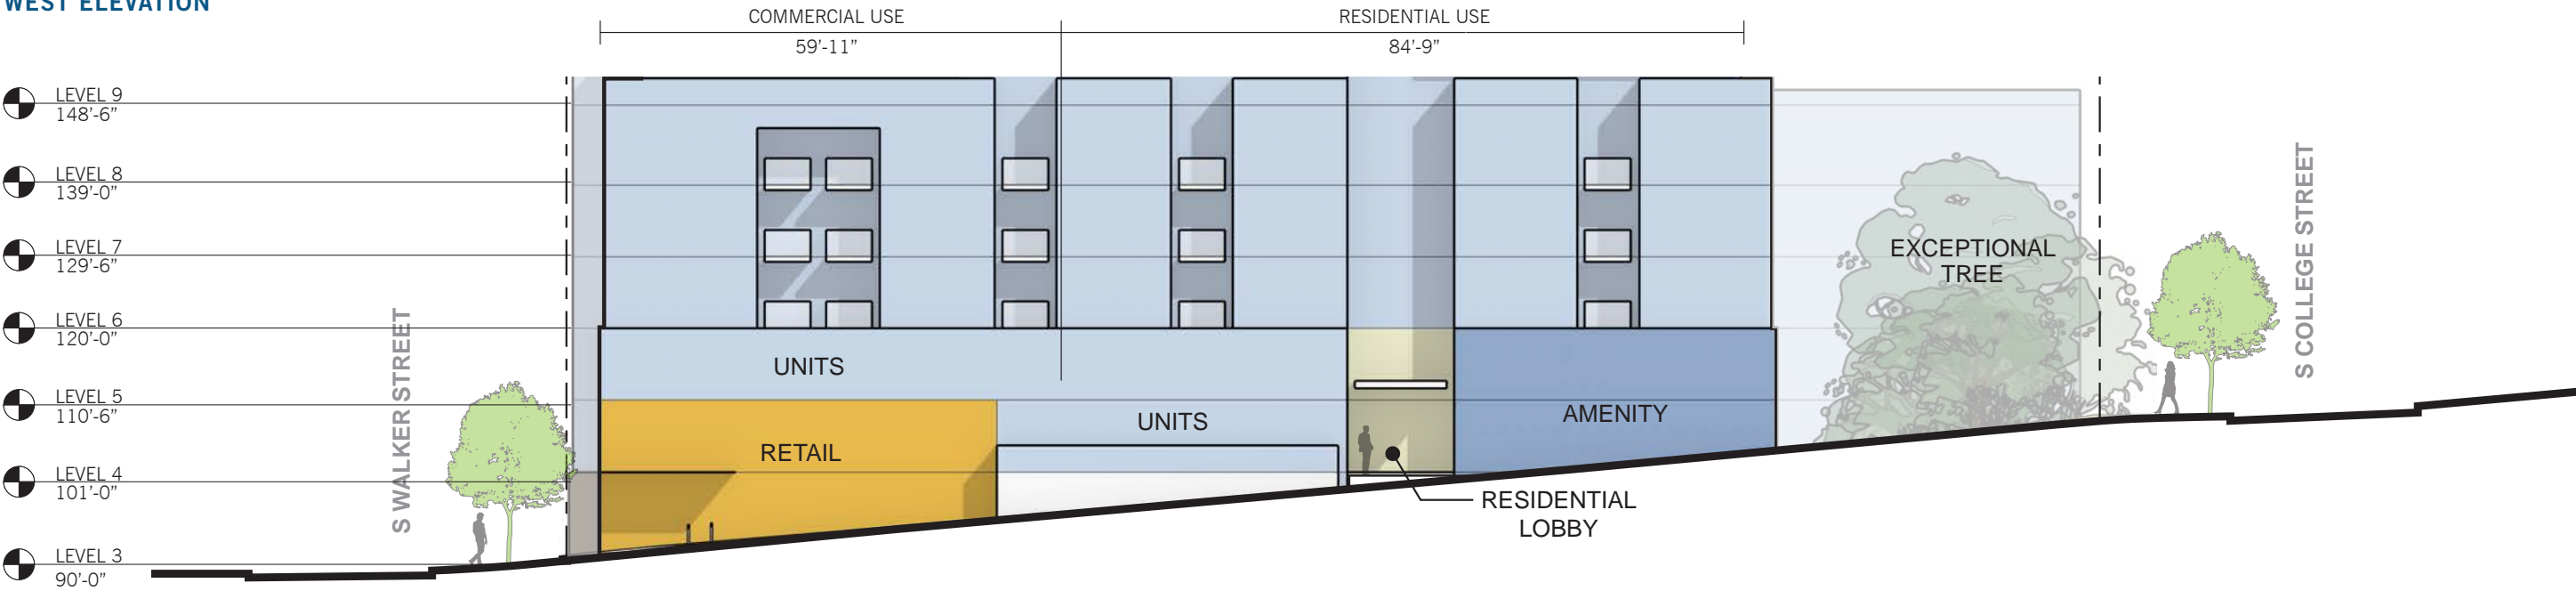 WEST ELEVATION
COMMERCIAL USE
59’-11”
RESIDENTIAL USE
84’-9”
LEVEL 9
148’-6”
LEVEL 8
139’-0”
LEVEL 7
129’-6”
LEVEL 6
120’-0”
LEVEL 5
110’-6”
LEVEL 4
101’-0”
LEVEL 3
90’-0”
S WALKER STREET
UNITS
RETAIL
UNITS
AMENITY
RESIDENTIAL
LOBBY
EXCEPTIONAL
TREE
S COLLEGE STREET